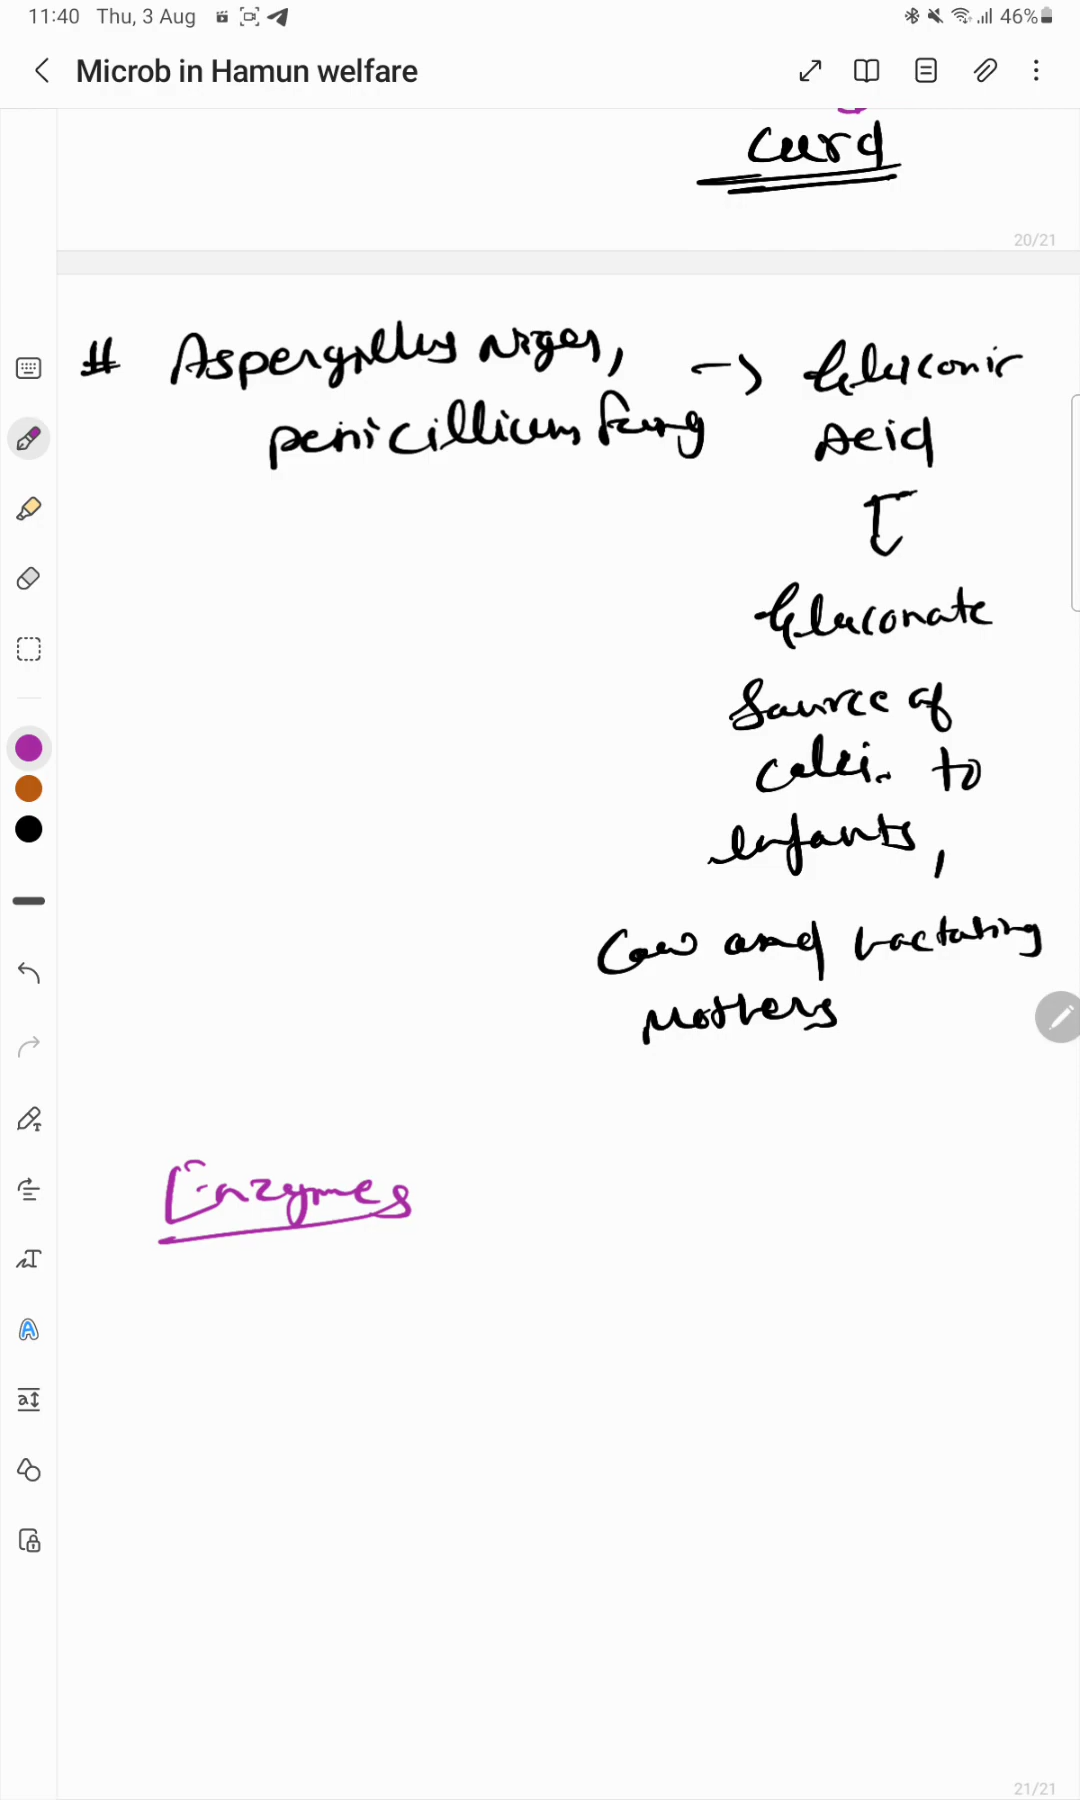 11:40 Thu, 3 Aug 46%
Microb in Hamun welfare
Curd
20/21
# Aspergillus niger, → Gluconic
penicillium fung Acid
Gluconate
Source of
calci. to
enfants,
Cow and Lactating
Mothers
Enzymes
21/21